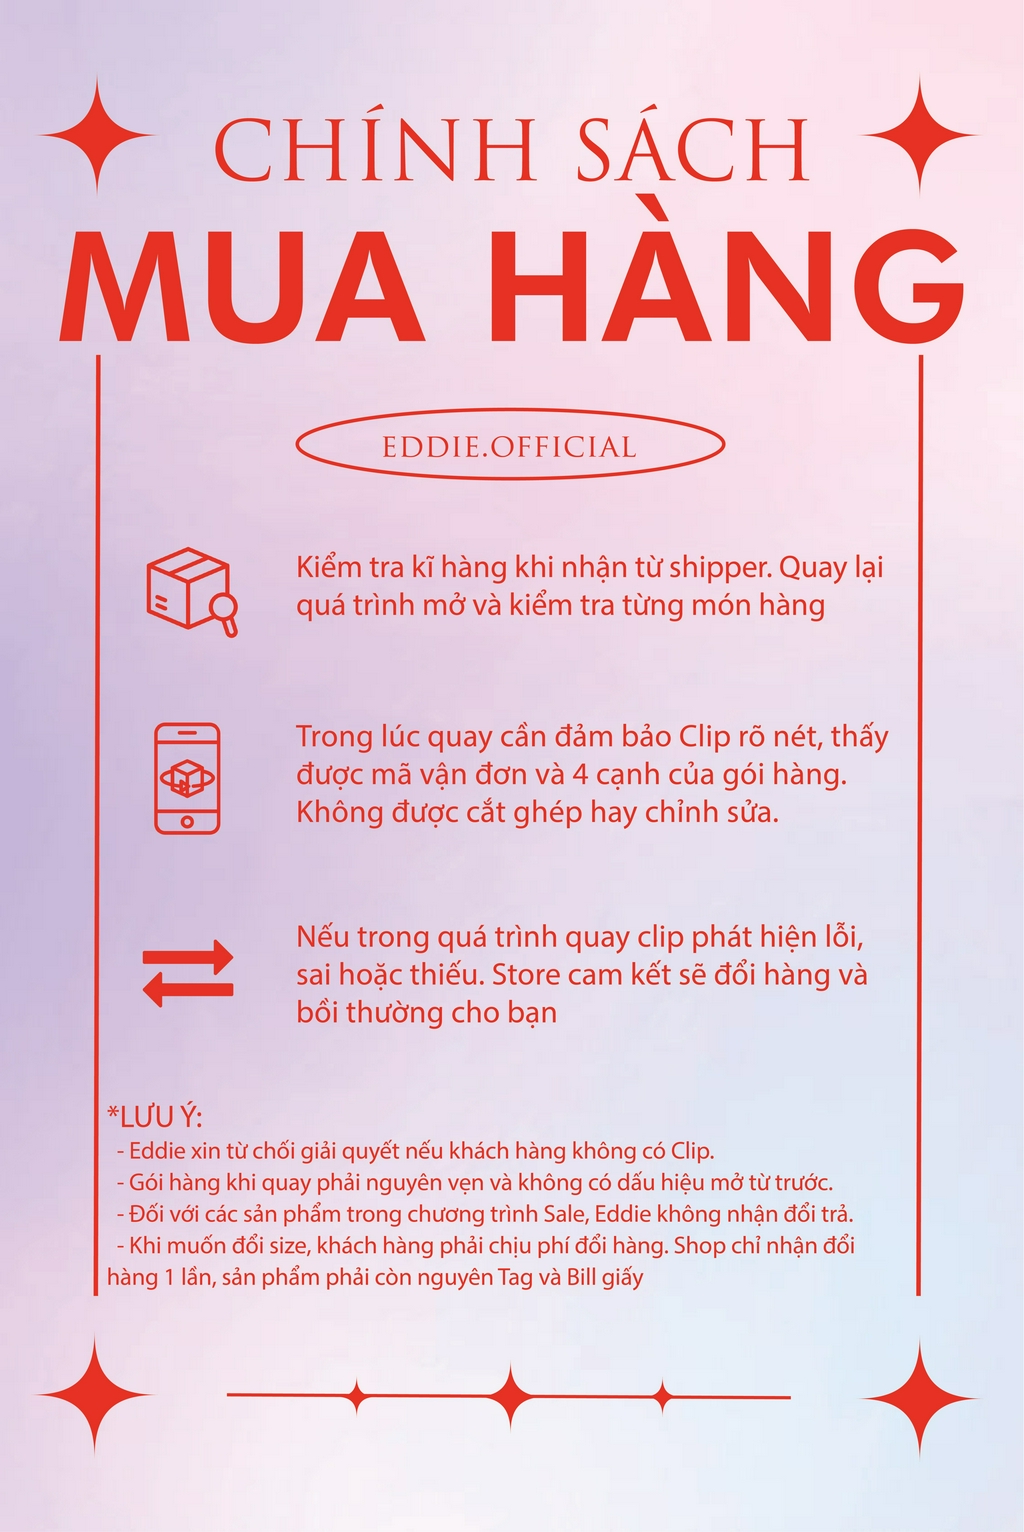 CHÍNH SÁCH
MUA HÀNG
EDDIE.OFFICIAL
Kiểm tra kĩ hàng khi nhận từ shipper. Quay lại
quá trình mở và kiểm tra từng món hàng
Trong lúc quay cần đảm bảo Clip rõ nét, thấy
được mã vận đơn và 4 cạnh của gói hàng.
Không được cắt ghép hay chỉnh sửa.
Nếu trong quá trình quay clip phát hiện lỗi,
sai hoặc thiếu. Store cam kết sẽ đổi hàng và
bồi thường cho bạn
*LƯU Ý:
- Eddie xin từ chối giải quyết nếu khách hàng không có Clip.
- Gói hàng khi quay phải nguyên vẹn và không có dấu hiệu mở từ trước.
- Đối với các sản phẩm trong chương trình Sale, Eddie không nhận đổi trả.
- Khi muốn đổi size, khách hàng phải chịu phí đổi hàng. Shop chỉ nhận đổi
hàng 1 lần, sản phẩm phải còn nguyên Tag và Bill giấy